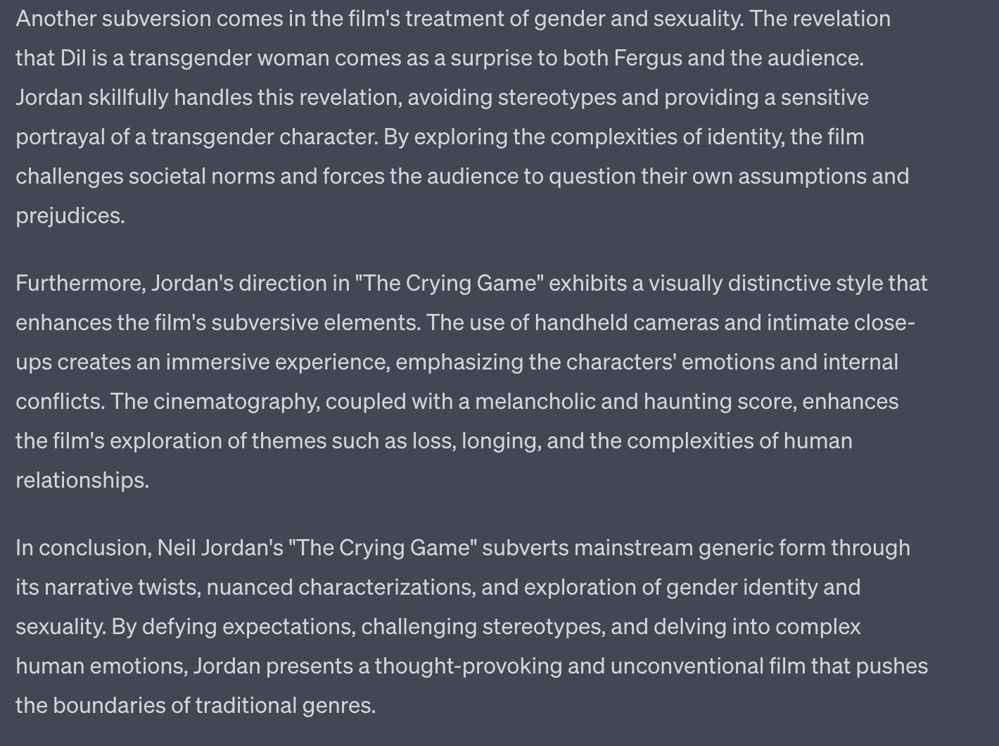 Another subversion comes in the film's treatment of gender and sexuality. The revelation
that Dil is a transgender woman comes as a surprise to both Fergus and the audience.
Jordan skillfully handles this revelation, avoiding stereotypes and providing a sensitive
portrayal of a transgender character. By exploring the complexities of identity, the film
challenges societal norms and forces the audience to question their own assumptions and
prejudices.
Furthermore, Jordan's direction in "The Crying Game" exhibits a visually distinctive style that
enhances the film's subversive elements. The use of handheld cameras and intimate close-
ups creates an immersive experience, emphasizing the characters' emotions and internal
conflicts. The cinematography, coupled with a melancholic and haunting score, enhances
the film's exploration of themes such as loss, longing, and the complexities of human
relationships.
In conclusion, Neil Jordan's "The Crying Game" subverts mainstream generic form through
its narrative twists, nuanced characterizations, and exploration of gender identity and
sexuality. By defying expectations, challenging stereotypes, and delving into complex
human emotions, Jordan presents a thought-provoking and unconventional film that pushes
the boundaries of traditional genres.